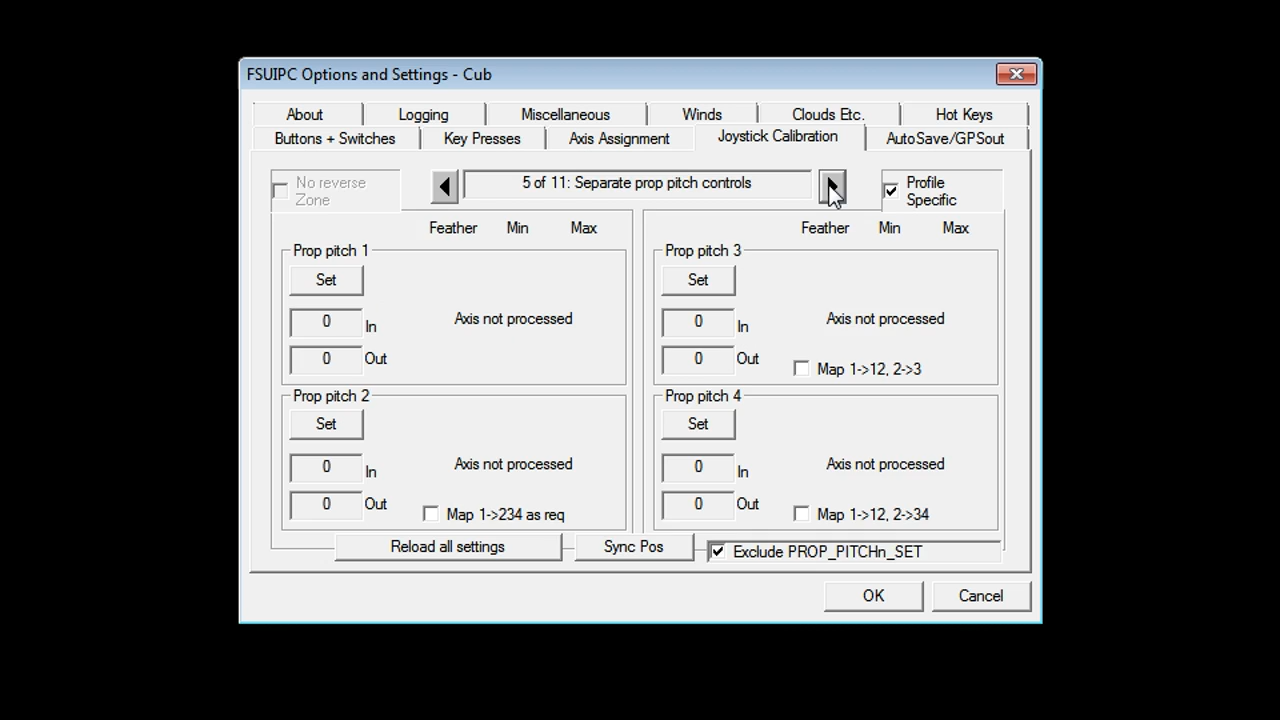 FSUIPC Options and Settings - Cub
About
Logging
Miscellaneous
Winds
Clouds Etc.
Hot Keys
Buttons + Switches
Key Presses
Axis Assignment
Joystick Calibration
AutoSave/GPSout
No reverse
Zone
5 of 11: Separate prop pitch controls
Profile
Specific
Feather Min Max
Prop pitch 1
Set
0 In
Axis not processed
0 Out
Prop pitch 2
Set
0 In
Axis not processed
0 Out
Map 1->234 as req
Feather Min Max
Prop pitch 3
Set
0 In
Axis not processed
0 Out
Map 1->12, 2->3
Prop pitch 4
Set
0 In
Axis not processed
0 Out
Map 1->12, 2->34
Reload all settings
Sync Pos
Exclude PROP_PITCHn_SET
OK
Cancel